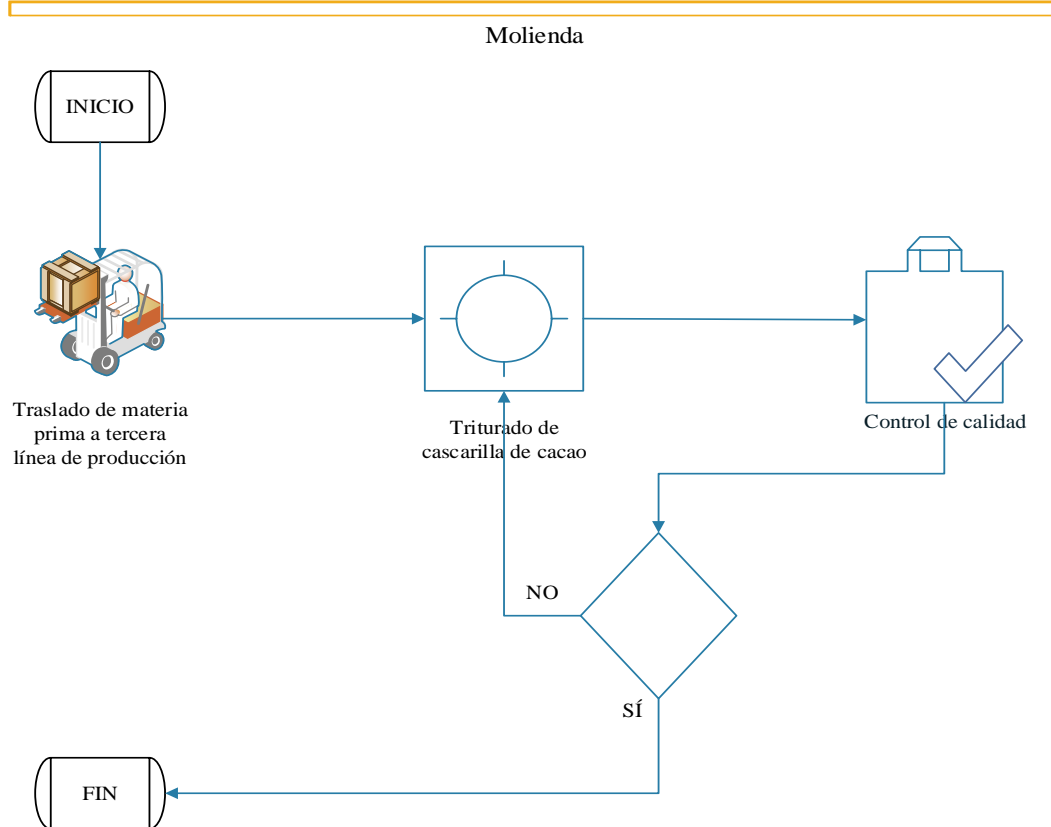 Molienda
INICIO
Traslado de materia
prima a tercera
línea de producción
Triturado de
cascarilla de cacao
Control de calidad
NO
SÍ
FIN